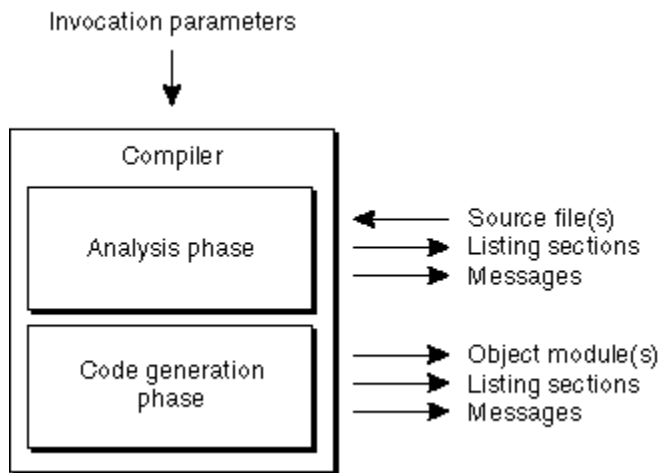 Invocation parameters
Compiler
Analysis phase
Source file(s)
Listing sections
Messages
Code generation
phase
Object module(s)
Listing sections
Messages